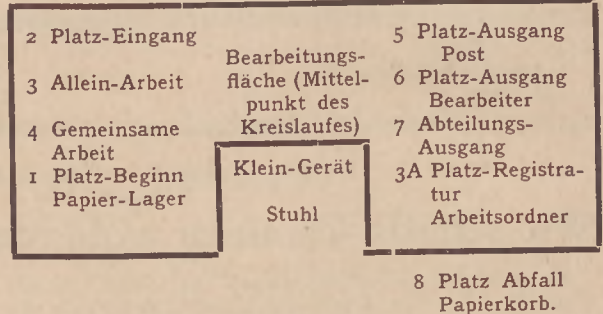 2 Platz-Eingang
3 Allein-Arbeit
4 Gemeinsame
Arbeit
1 Platz-Beginn
Papier-Lager
Bearbeitungs-
fläche (Mittel-
punkt des
Kreislaufes)
Klein-Gerät
Stuhl
5 Platz-Ausgang
Post
6 Platz-Ausgang
Bearbeiter
7 Abteilungs-
Ausgang
3A Platz-Registra-
tur
Arbeitsordner
8 Platz Abfall
Papierkorb.